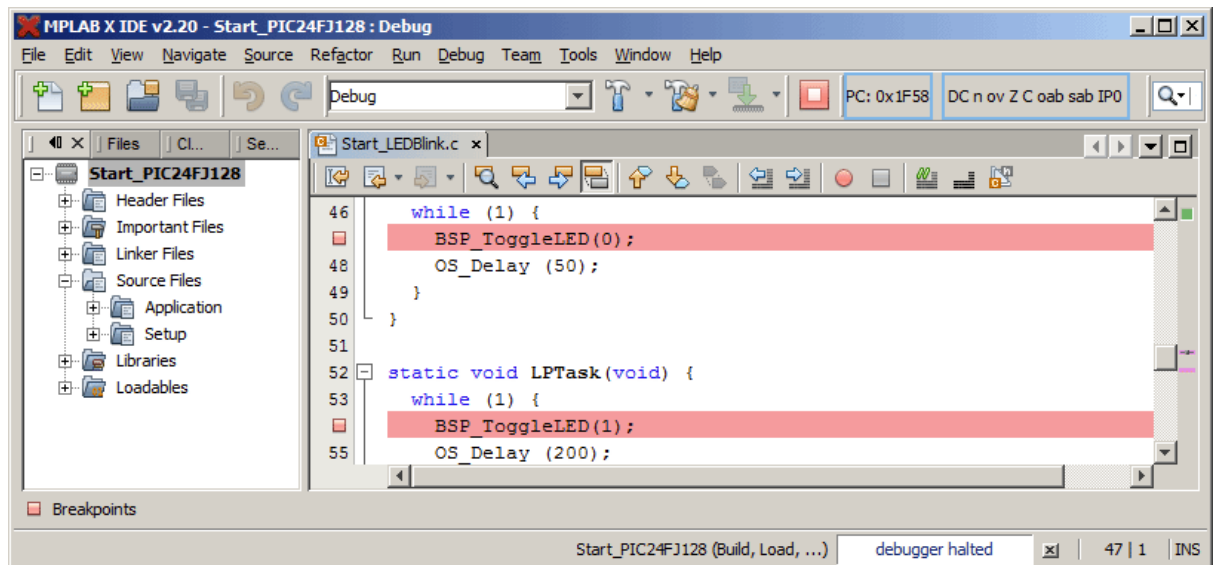 MPLAB X IDE v2.20 - Start_PIC24FJ128 : Debug
File Edit View Navigate Source Refactor Run Debug Team Tools Window Help
Debug PC: 0x1F58 DC n ov Z C oab sab IP0
Files Cl... Se... Start_LEDBlink.c
Start_PIC24FJ128
Header Files
Important Files
Linker Files
Source Files
Application
Setup
Libraries
Loadables
46 while (1) {
BSP_ToggleLED(0);
48 OS_Delay (50);
49 }
50 }
51
52 static void LPTask(void) {
53 while (1) {
BSP_ToggleLED(1);
55 OS_Delay (200);
Breakpoints
Start_PIC24FJ128 (Build, Load, ...) debugger halted 47 | 1 INS